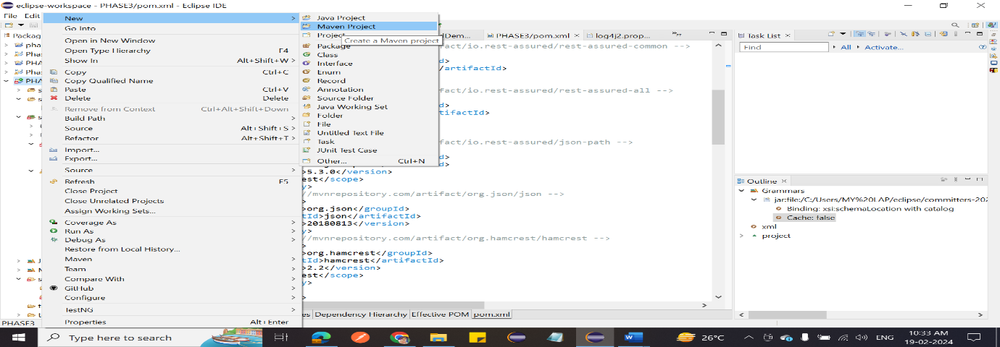 eclipse-workspace - PHASE3/pom.xml - Eclipse IDE
File Edit
Packag
pha
Phas
PHA
Phas
PHA
PHASE3
New
Go Into
Open in New Window
Open Type Hierarchy F4
Show In Alt+Shift+W >
Copy Ctrl+C
Copy Qualified Name
Paste Ctrl+V
Delete Delete
Remove from Context Ctrl+Alt+Shift+Down
Build Path
Source Alt+Shift+S >
Refactor Alt+Shift+T >
Import...
Export...
Source
Refresh F5
Close Project
Close Unrelated Projects
Assign Working Sets...
Coverage As
Run As
Debug As
Restore from Local History...
Maven
Team
Compare With
GitHub
Configure
TestNG
Properties Alt+Enter
Java Project
Maven Project
Project...
Create a Maven project
Package
Class
Interface
Enum
Record
Annotation
Source Folder
Java Working Set
Folder
File
Untitled Text File
Task
JUnit Test Case
Other... Ctrl+N
dDem... PHASE3/pom.xml log4j2.prop...
fact/io.rest-assured/rest-assured-common -->
d>
/artifactId>
fact/io.rest-assured/rest-assured-all -->
d>
tifactId>
fact/io.rest-assured/json-path -->
d>
>5.3.0</version>
est</scope>
y>
//mvnrepository.com/artifact/org.json/json -->
>
>org.json</groupId>
tId>json</artifactId>
>20180813</version>
y>
//mvnrepository.com/artifact/org.hamcrest/hamcrest -->
>
>org.hamcrest</groupId>
tId>hamcrest</artifactId>
>2.2</version>
est</scope>
y>
es Dependency Hierarchy Effective POM pom.xml
Task List
Find All Activate...
Outline
Grammars
jar:file:/C:/Users/MY%20LAP/eclipse/committers-202
Binding: xsi:schemaLocation with catalog
Cache: false
xml
project
Type here to search
26°C
ENG
10:33 AM
19-02-2024